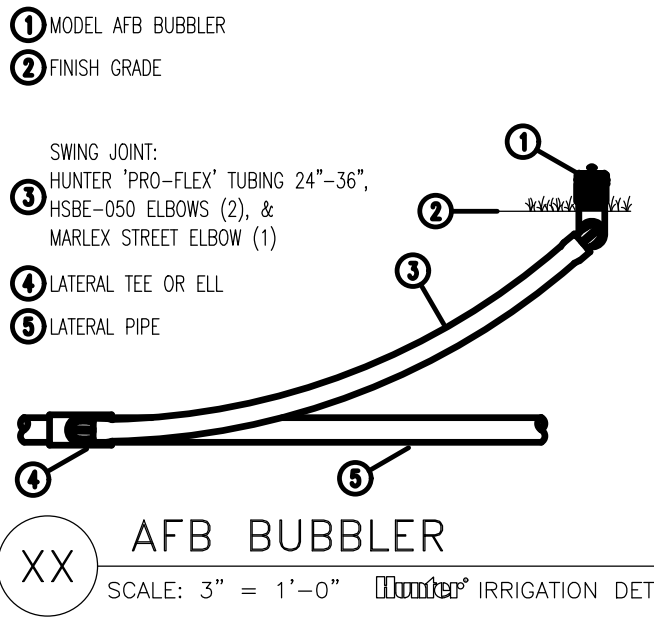 1 MODEL AFB BUBBLER
2 FINISH GRADE
SWING JOINT:
3 HUNTER 'PRO-FLEX' TUBING 24"-36",
HSBE-050 ELBOWS (2), &
MARLEX STREET ELBOW (1)
4 LATERAL TEE OR ELL
5 LATERAL PIPE
1
2
3
4
5
XX
AFB BUBBLER
SCALE: 3" = 1'-0" Hunter® IRRIGATION DET